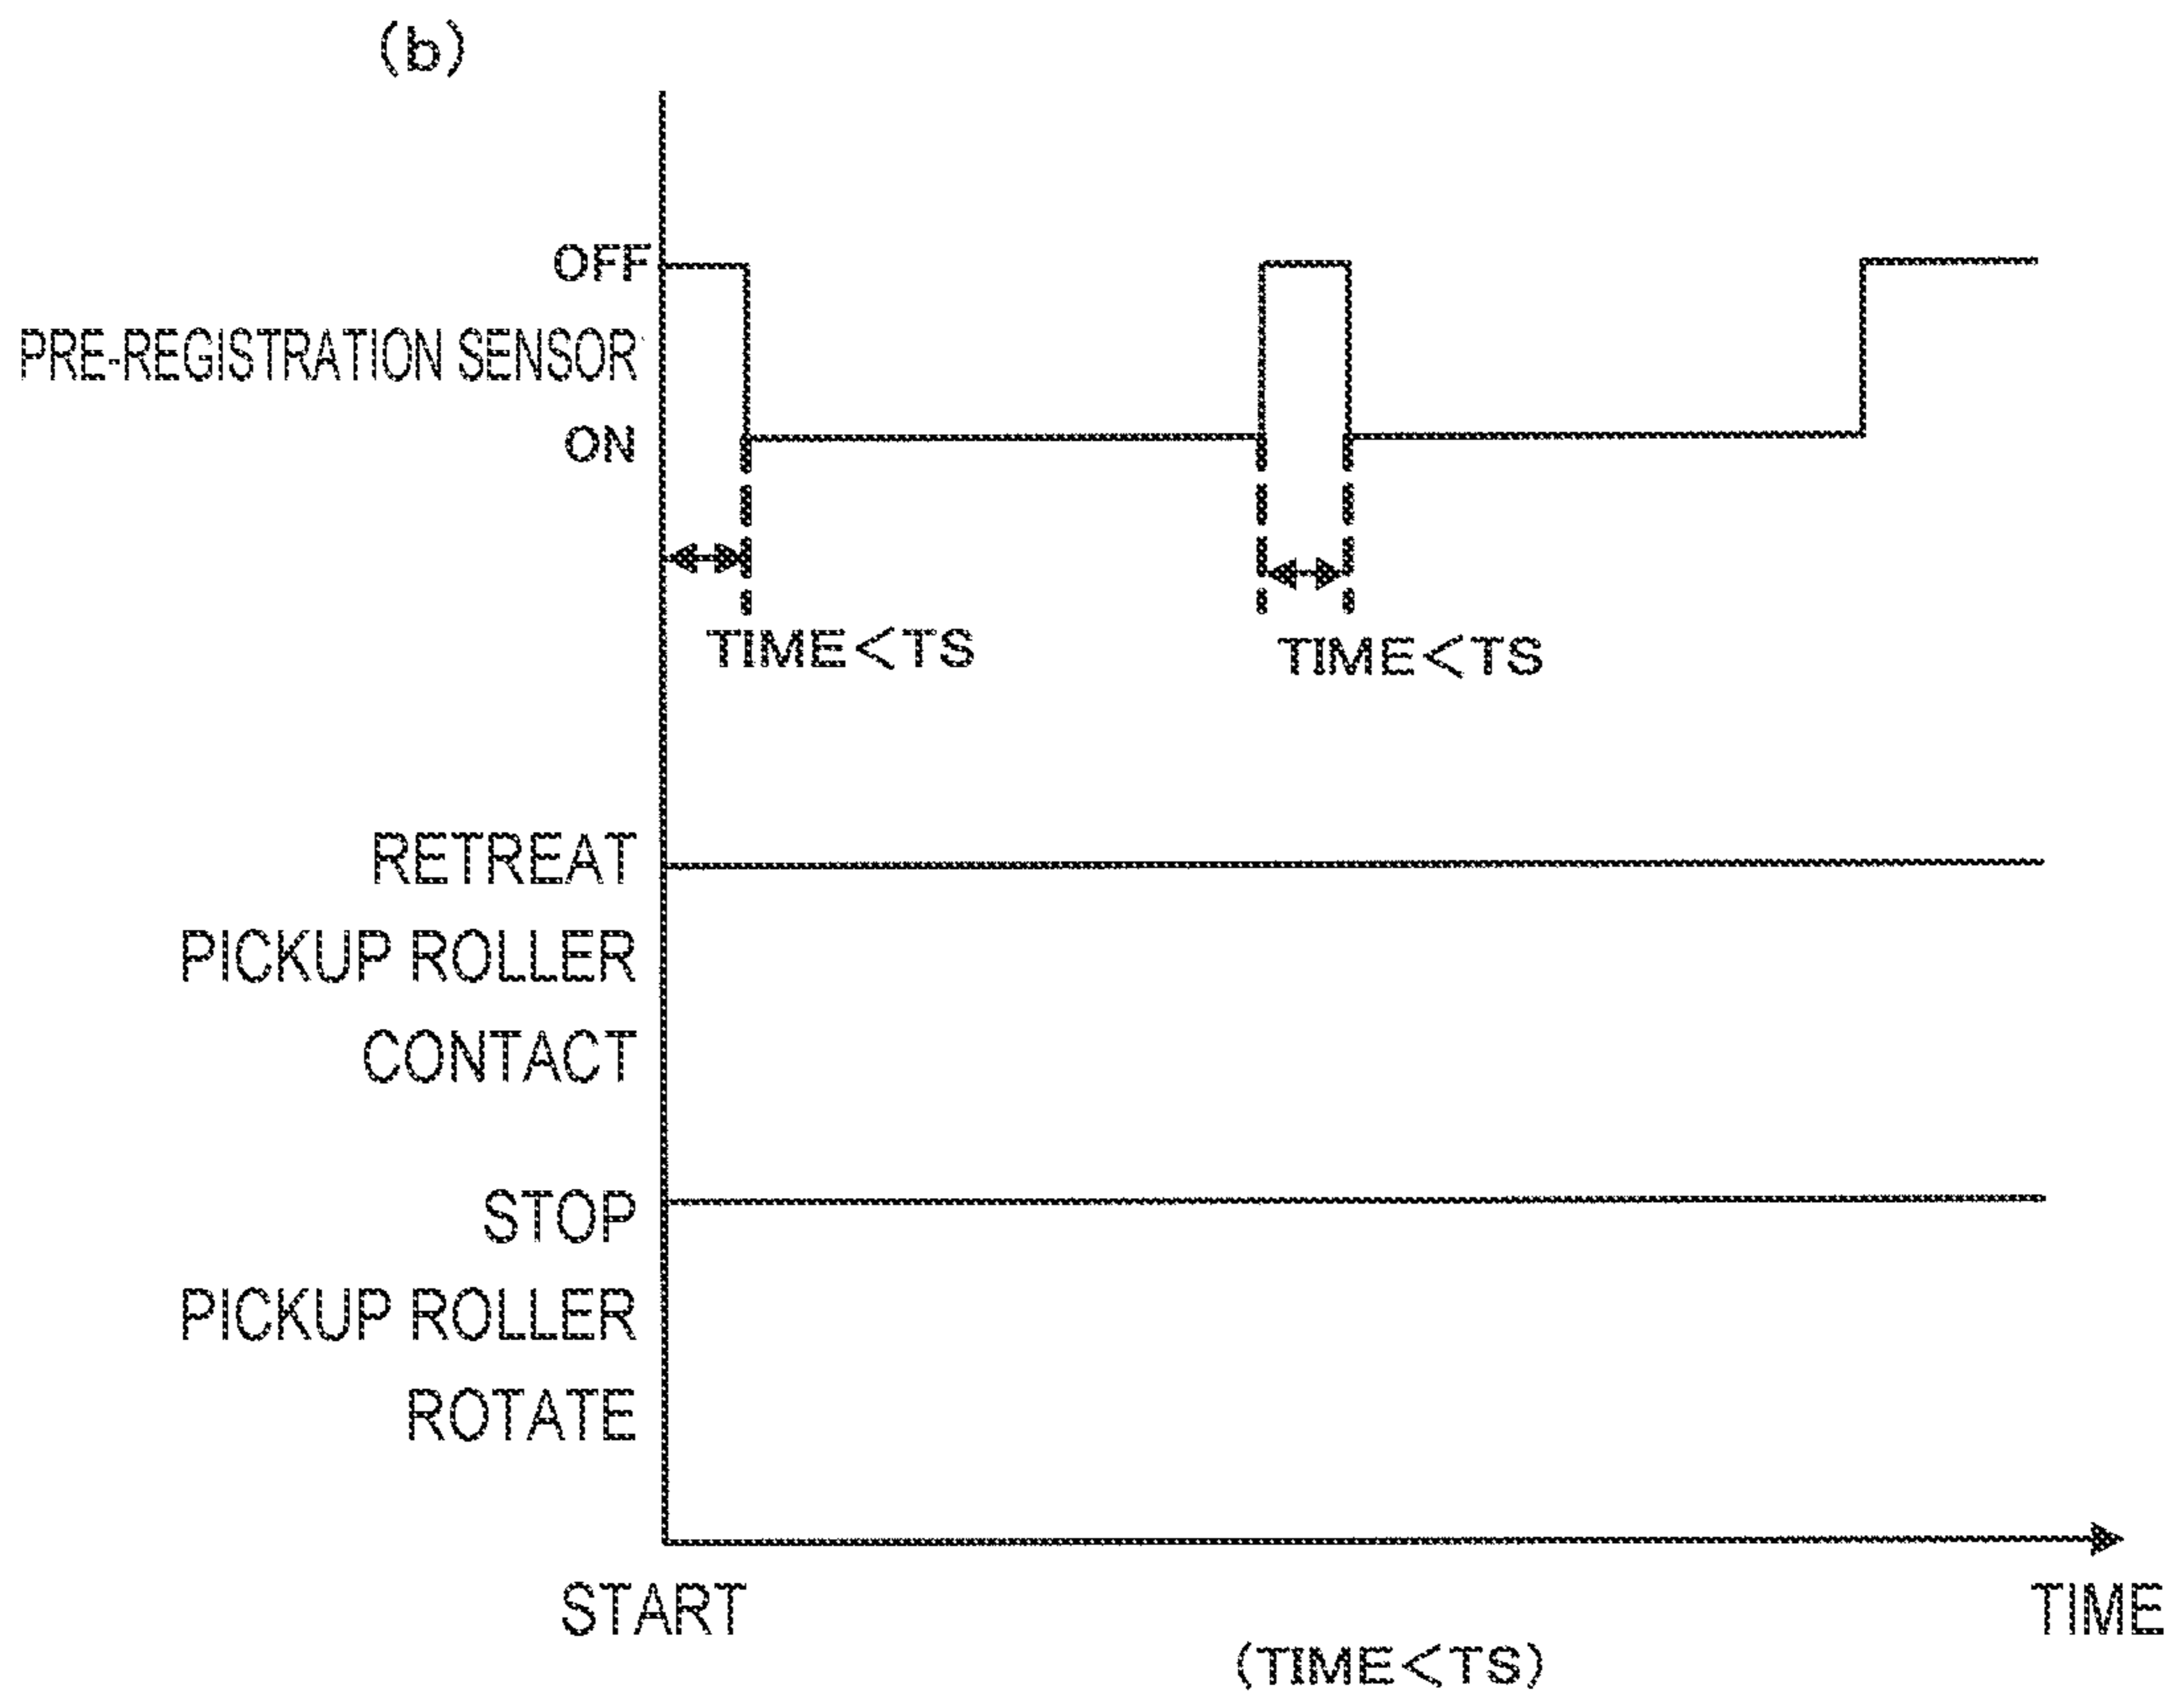 (b)
OFF
PRE-REGISTRATION SENSOR
ON
TIME<TS
TIME<TS
RETREAT
PICKUP ROLLER
CONTACT
STOP
PICKUP ROLLER
ROTATE
START
TIME
(TIME<TS)